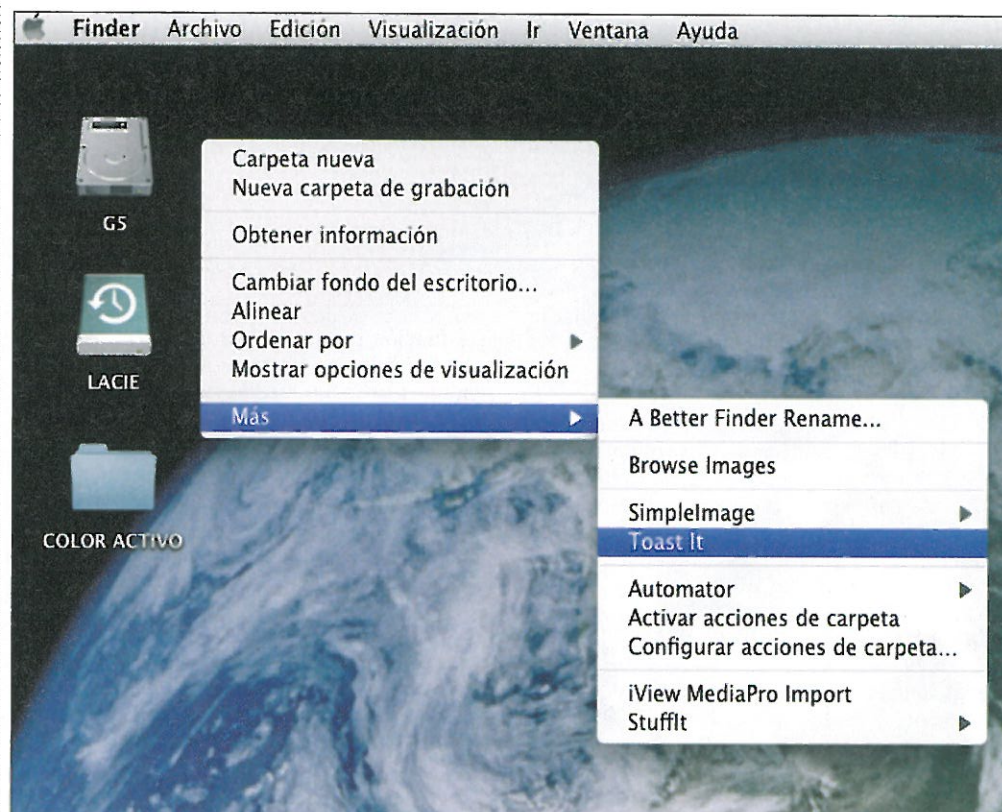 Finder Archivo Edición Visualización Ir Ventana Ayuda
G5
LACIE
COLOR ACTIVO
Carpeta nueva
Nueva carpeta de grabación
Obtener información
Cambiar fondo del escritorio...
Alinear
Ordenar por
Mostrar opciones de visualización
Más
A Better Finder Rename...
Browse Images
SimpleImage
Toast It
Automator
Activar acciones de carpeta
Configurar acciones de carpeta...
iView MediaPro Import
StuffIt